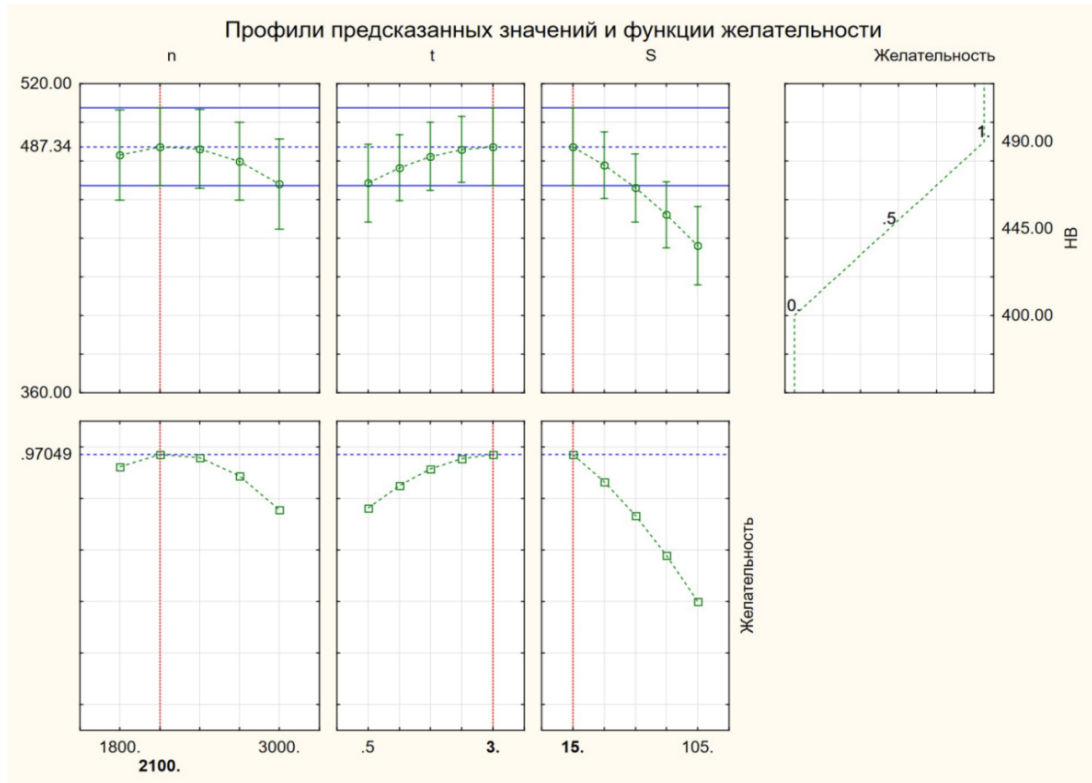 Профили предсказанных значений и функции желательности
n t S Желательность
520.00
487.34
360.00
1.
.5
0.
490.00
445.00
400.00
HB
.97049
Желательность
1800. 3000. .5 3. 15. 105.
2100.